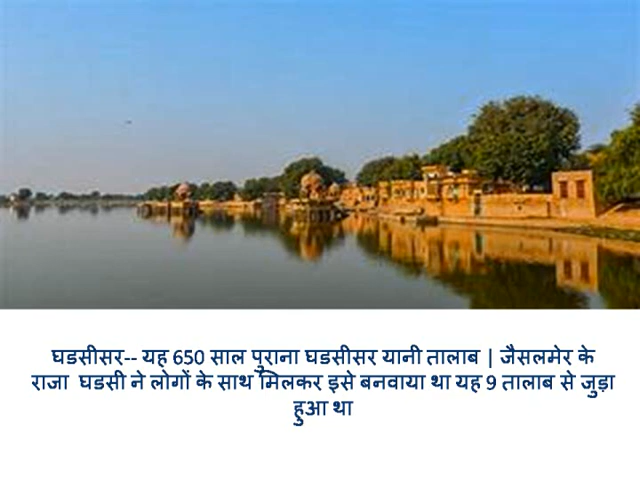 घडसीसर-- यह 650 साल पुराना घडसीसर यानी तालाब | जैसलमेर के
राजा घडसी ने लोगों के साथ मिलकर इसे बनवाया था यह 9 तालाब से जुड़ा
हुआ था